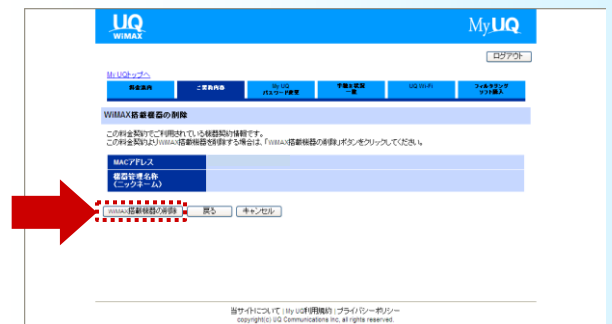 UQ
WiMAX
My UQ
ログアウト
My UQトップへ
料金案内
ご契約内容
My UQ
パスワード変更
手続き状況
一覧
UQ Wi-Fi
フィルタリング
ソフト購入
WiMAX搭載機器の削除
この料金契約でご利用されている機器契約情報です。
この料金契約よりWiMAX搭載機器を削除する場合は、「WiMAX搭載機器の削除」ボタンをクリックしてください。
MACアドレス
機器管理名称
(ニックネーム)
WiMAX搭載機器の削除
戻る
キャンセル
当サイトについて | My UQ利用規約 | プライバシーポリシー
copyright(c) UQ Communications Inc, all rights reserved.